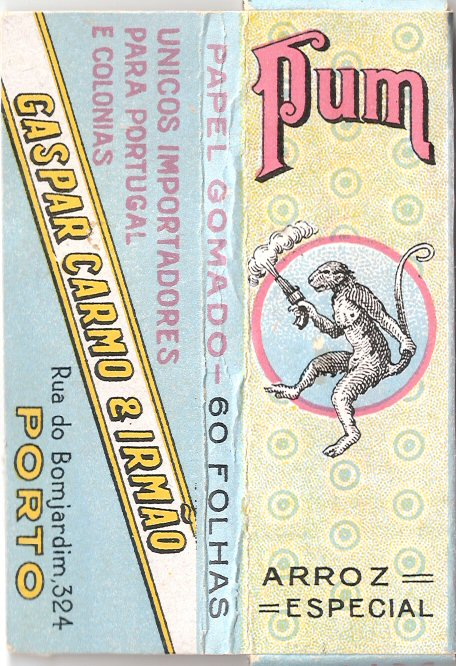 Pum
ARROZ
ESPECIAL
PAPEL GOMADO + 60 FOLHAS
UNICOS IMPORTADORES
PARA PORTUGAL
E COLONIAS
GASPAR CARMO & IRMÃO
Rua do Bomjardim, 324
PORTO